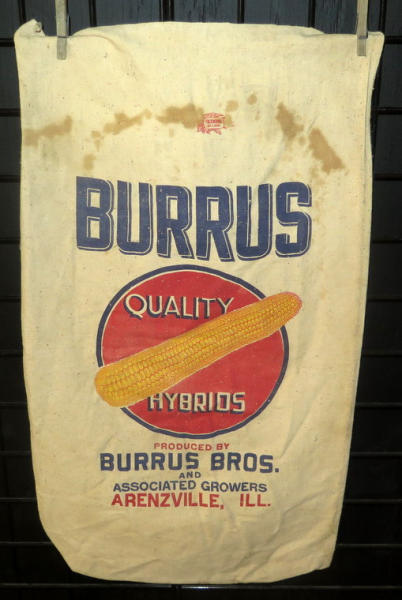 BURRUS
QUALITY
HYBRIDS
PRODUCED BY
BURRUS BROS.
AND
ASSOCIATED GROWERS
ARENZVILLE, ILL.